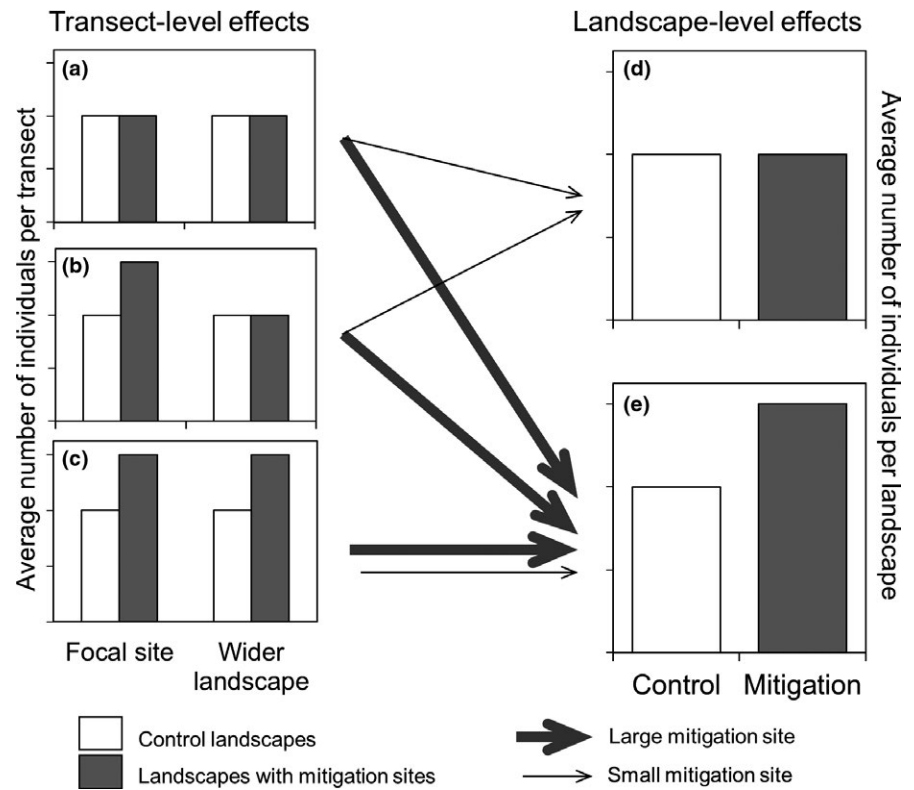 Transect-level effects
Landscape-level effects
Average number of individuals per transect
(a)
(b)
(c)
Focal site
Wider
landscape
(d)
(e)
Control
Mitigation
Average number of individuals per landscape
Control landscapes
Landscapes with mitigation sites
Large mitigation site
Small mitigation site